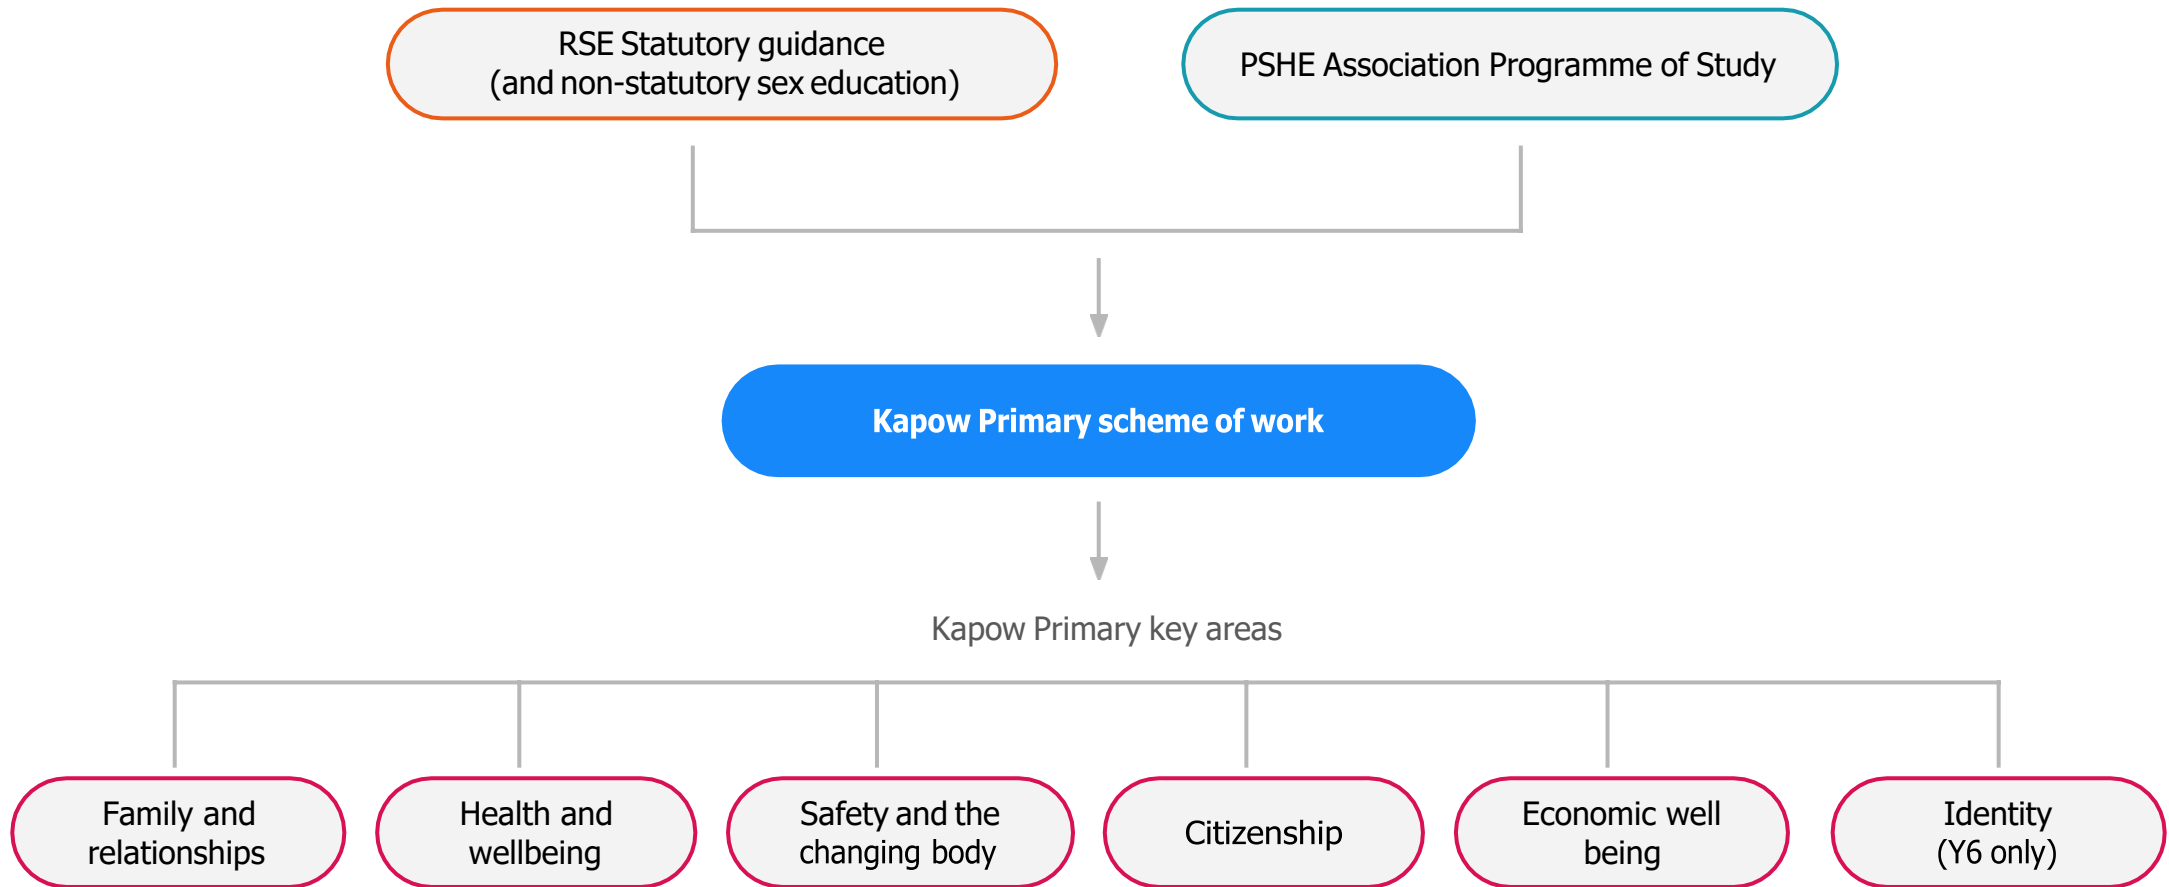 RSE Statutory guidance
(and non-statutory sex education)
PSHE Association Programme of Study
Kapow Primary scheme of work
Kapow Primary key areas
Family and
relationships
Health and
wellbeing
Safety and the
changing body
Citizenship
Economic well
being
Identity
(Y6 only)